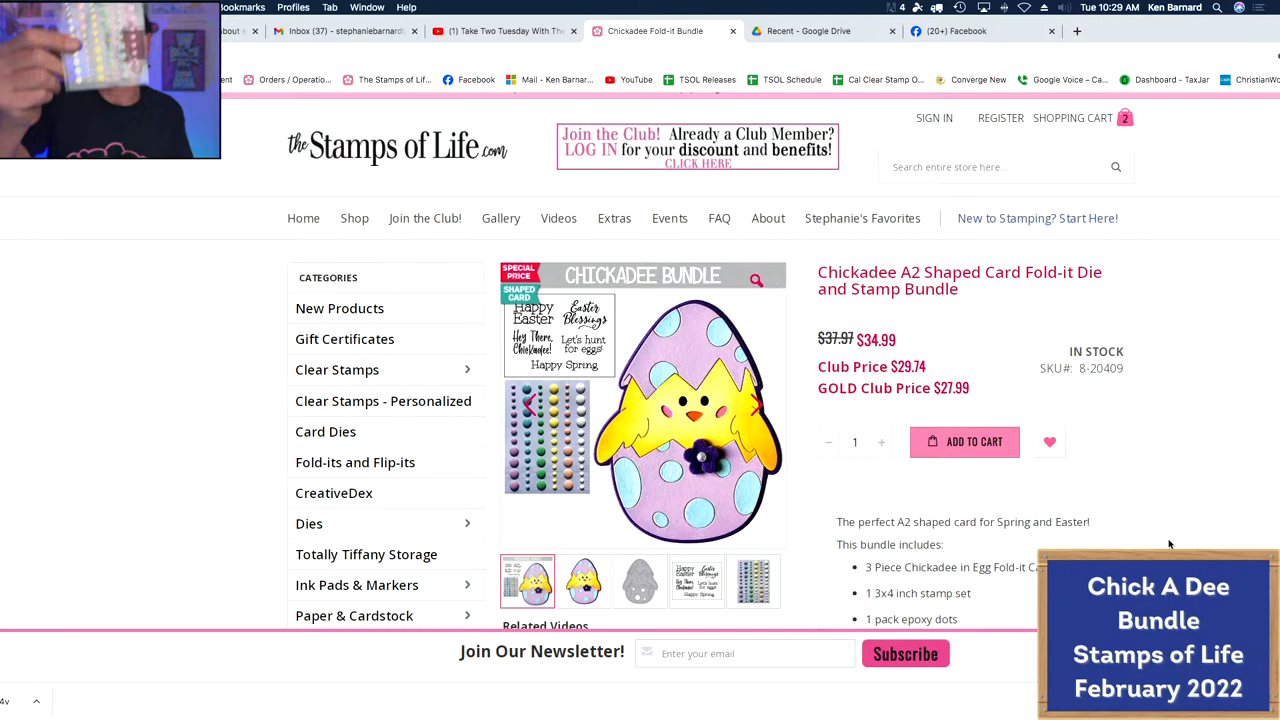 Bookmarks Profiles Tab Window Help
4 Tue 10:29 AM Ken Barnard
about s Inbox (37) - stephaniebarnards (1) Take Two Tuesday With The Chickadee Fold-it Bundle Recent - Google Drive (20+) Facebook
Orders / Operatio... The Stamps of Lif... Facebook Mail - Ken Barnar... YouTube TSOL Releases TSOL Schedule Cal Clear Stamp O... Converge New Google Voice – Ca... Dashboard - TaxJar ChristianWo
SIGN IN REGISTER SHOPPING CART 2
the Stamps of Life.com
Join the Club! Already a Club Member?
LOG IN for your discount and benefits!
CLICK HERE
Search entire store here...
Home Shop Join the Club! Gallery Videos Extras Events FAQ About Stephanie's Favorites New to Stamping? Start Here!
CATEGORIES
New Products
Gift Certificates
Clear Stamps
Clear Stamps - Personalized
Card Dies
Fold-its and Flip-its
CreativeDex
Dies
Totally Tiffany Storage
Ink Pads & Markers
Paper & Cardstock
SPECIAL
PRICE
SHAPED
CARD
CHICKADEE BUNDLE
Happy
Easter
Easter
Blessings
Hey There,
Chickadee!
Let's hunt
for eggs!
Happy Spring
Related Videos
Chickadee A2 Shaped Card Fold-it Die
and Stamp Bundle
$37.97 $34.99
Club Price $29.74
GOLD Club Price $27.99
IN STOCK
SKU#: 8-20409
1
ADD TO CART
The perfect A2 shaped card for Spring and Easter!
This bundle includes:
3 Piece Chickadee in Egg Fold-it Ca
1 3x4 inch stamp set
1 pack epoxy dots
Join Our Newsletter! Enter your email Subscribe
4v
Chick A Dee
Bundle
Stamps of Life
February 2022